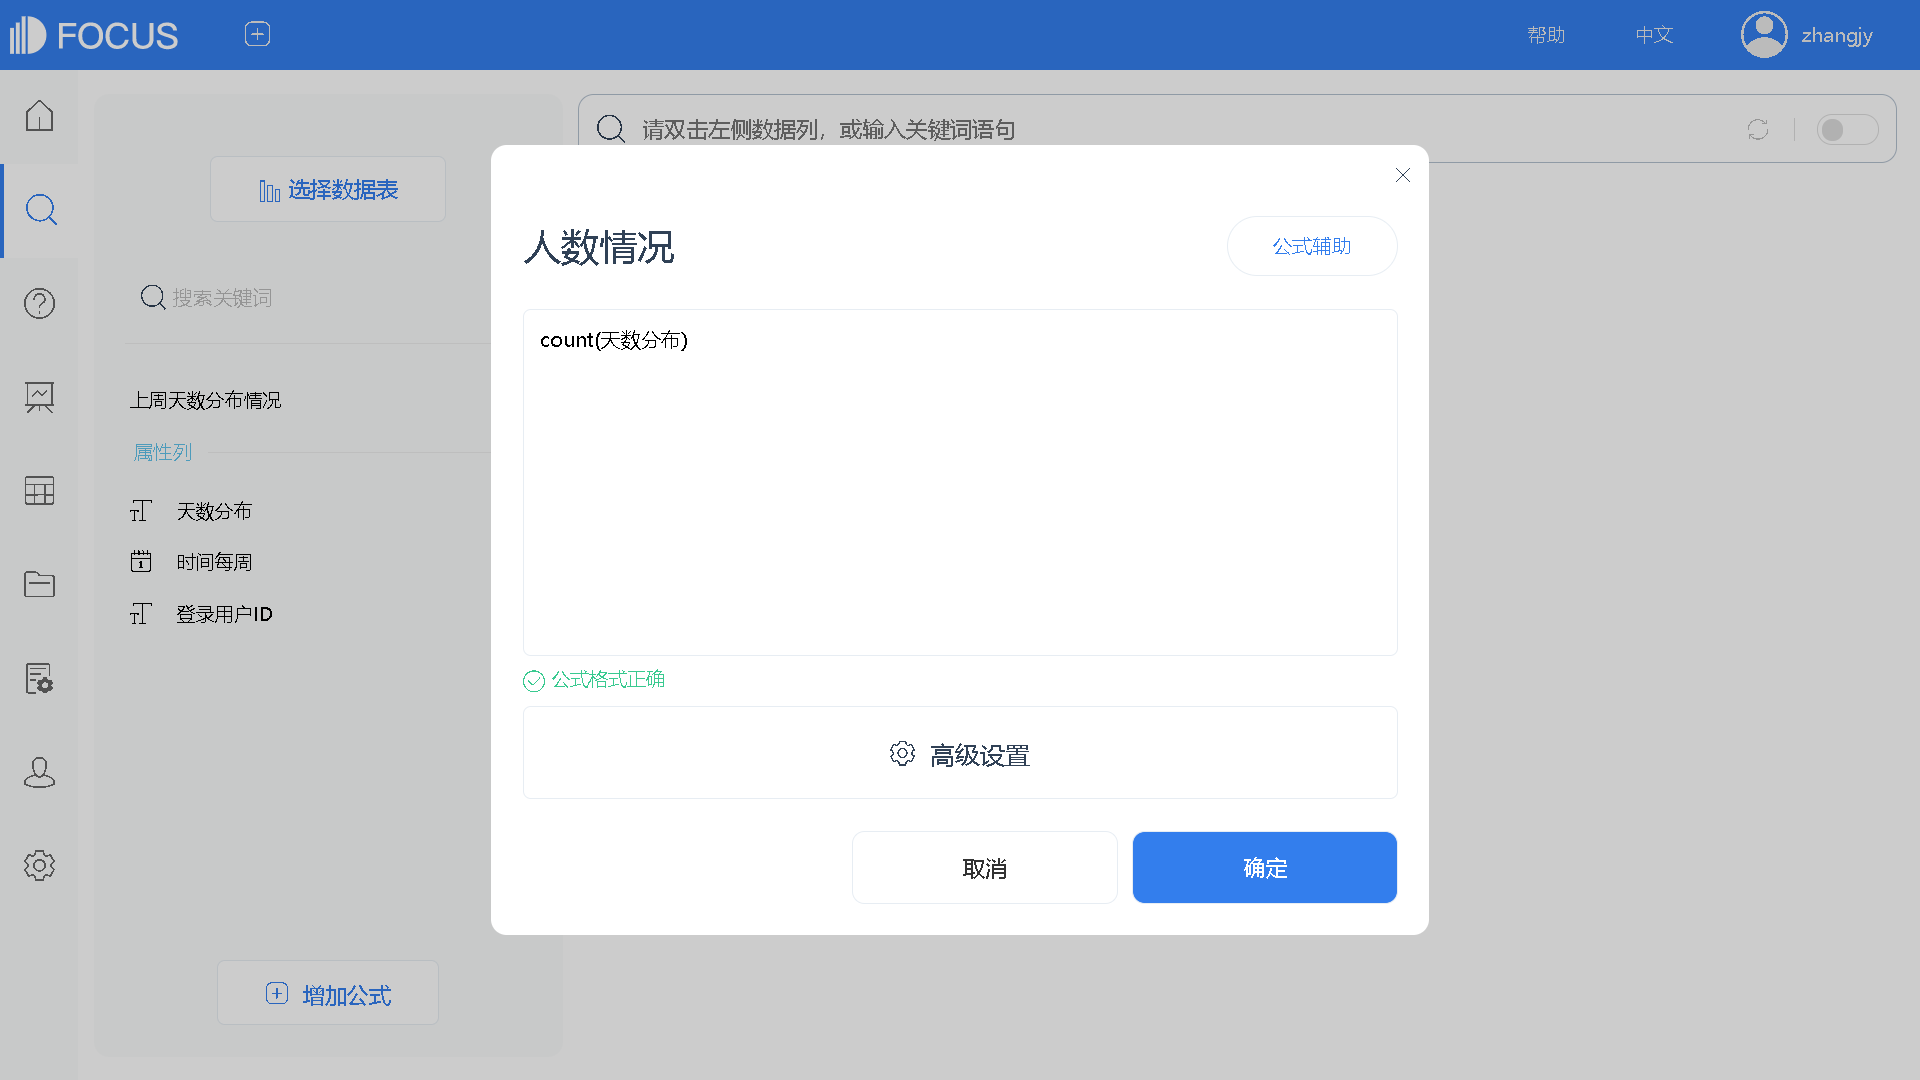 FOCUS
帮助
中文
zhangjy
选择数据表
请双击左侧数据列，或输入关键词语句
搜索关键词
上周天数分布情况
属性列
天数分布
时间每周
登录用户ID
增加公式
人数情况
公式辅助
count(天数分布)
公式格式正确
高级设置
取消
确定